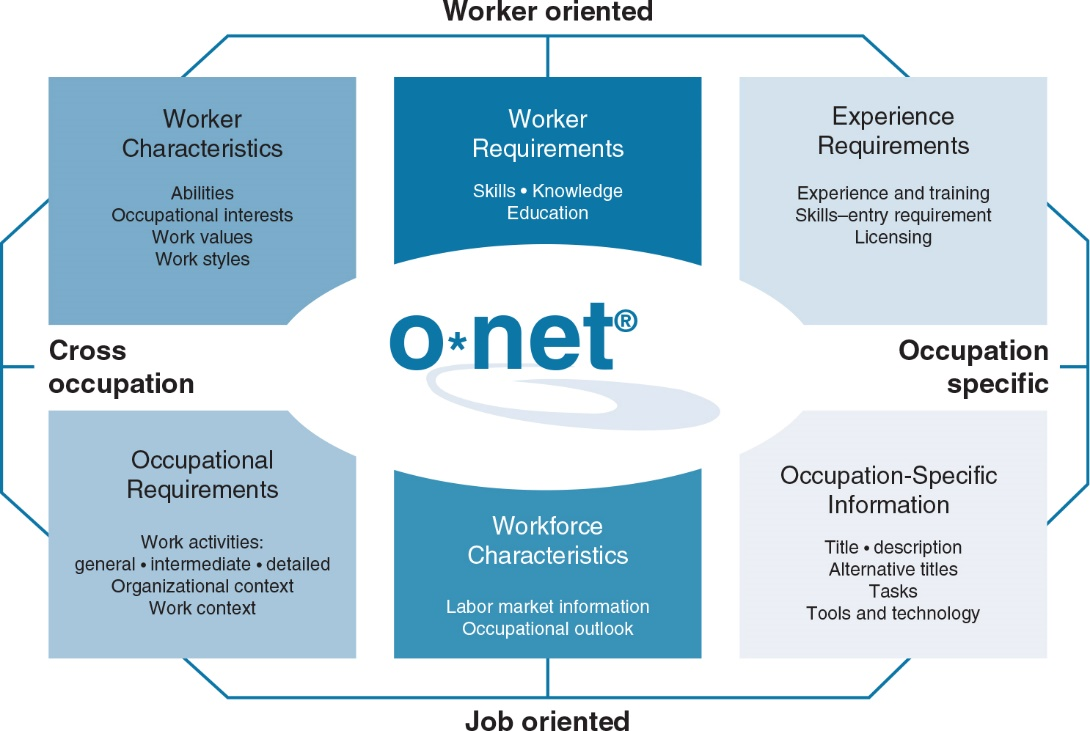 Worker oriented
Worker
Characteristics
Abilities
Occupational interests
Work values
Work styles
Worker
Requirements
Skills • Knowledge
Education
Experience
Requirements
Experience and training
Skills–entry requirement
Licensing
Cross
occupation
o*net®
Occupation
specific
Occupational
Requirements
Work activities:
general • intermediate • detailed
Organizational context
Work context
Workforce
Characteristics
Labor market information
Occupational outlook
Occupation-Specific
Information
Title • description
Alternative titles
Tasks
Tools and technology
Job oriented